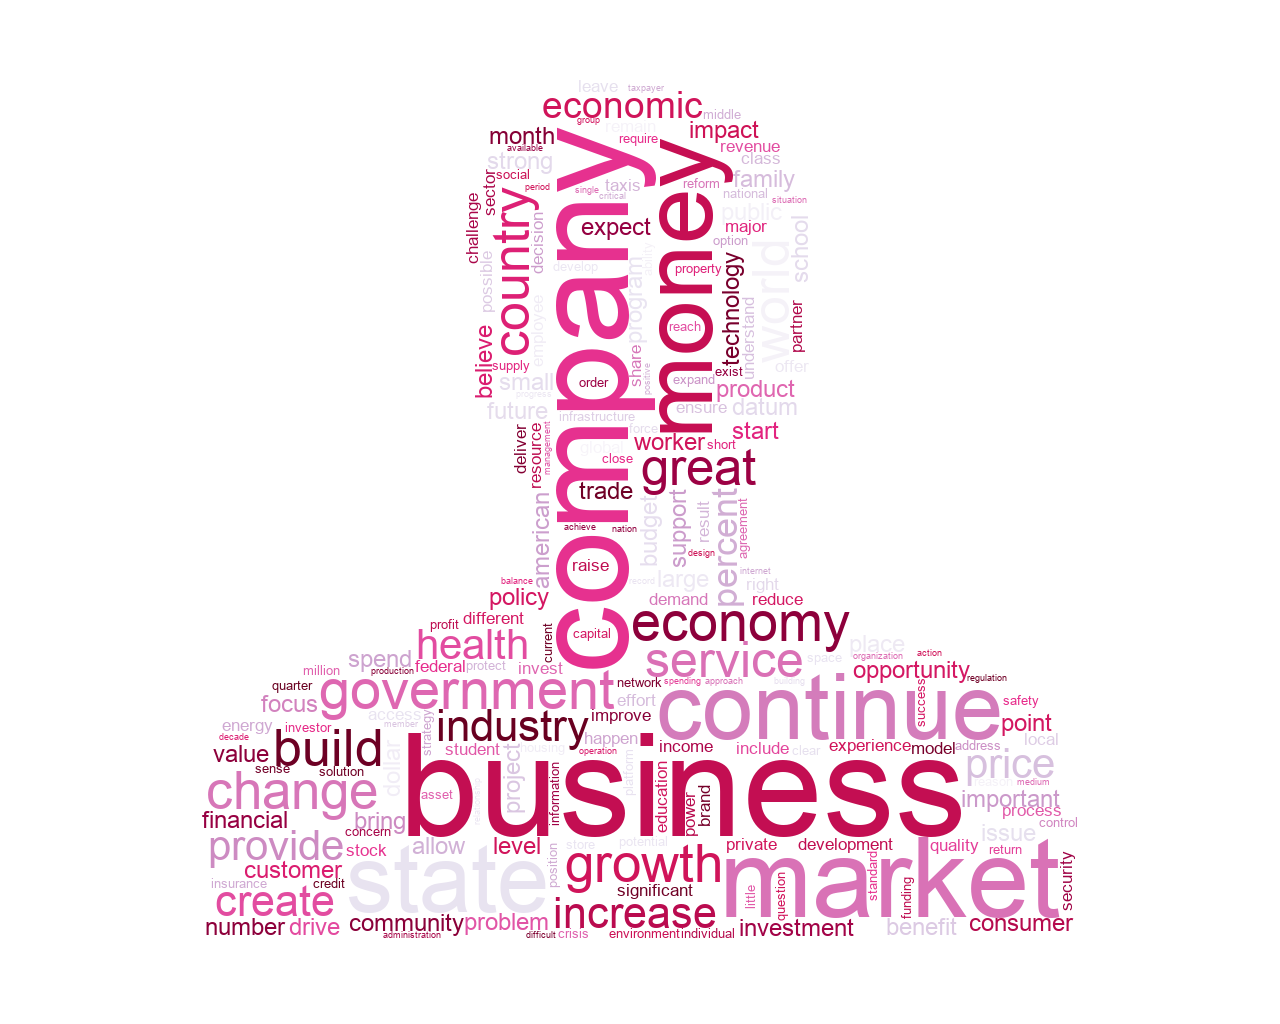 leave
taxpayer
economic
group
middle
month
available
require
impact
revenue
strong
class
social
period
single
critical
taxis
reform
family
national
situation
sector
challenge
country
company
money
expect
public
major
option
school
decision
possible
develop
ability
program
property
technology
world
understand
partner
employee
believe
supply
reach
share
positive
exist
offer
small
progress
order
expand
product
future
infrastructure
ensure
datum
force
start
global
worker
short
deliver
resource
management
close
great
trade
american
budget
support
result
percent
agreement
achieve
nation
design
raise
record
large
internet
right
balance
policy
demand
reduce
profit
different
capital
current
economy
health
spend
million
production
federal
protect
invest
service
space
place
organization
action
opportunity
regulation
quarter
focus
government
network
spending
approach
building
continue
success
safety
effort
access
member
strategy
industry
improve
point
energy
investor
decade
value
build
student
housing
happen
operation
income
include
clear
experience
model
address
local
sense
solution
dollar
project
platform
business
price
medium
change
asset
information
education
power
brand
important
financial
bring
process
control
concern
provide
stock
allow
level
store
potential
private
development
quality
return
issue
customer
position
growth
standard
security
insurance
credit
state
significant
little
question
market
funding
create
increase
number
drive
community
problem
administration
difficult
crisis
environment
individual
investment
benefit
consumer